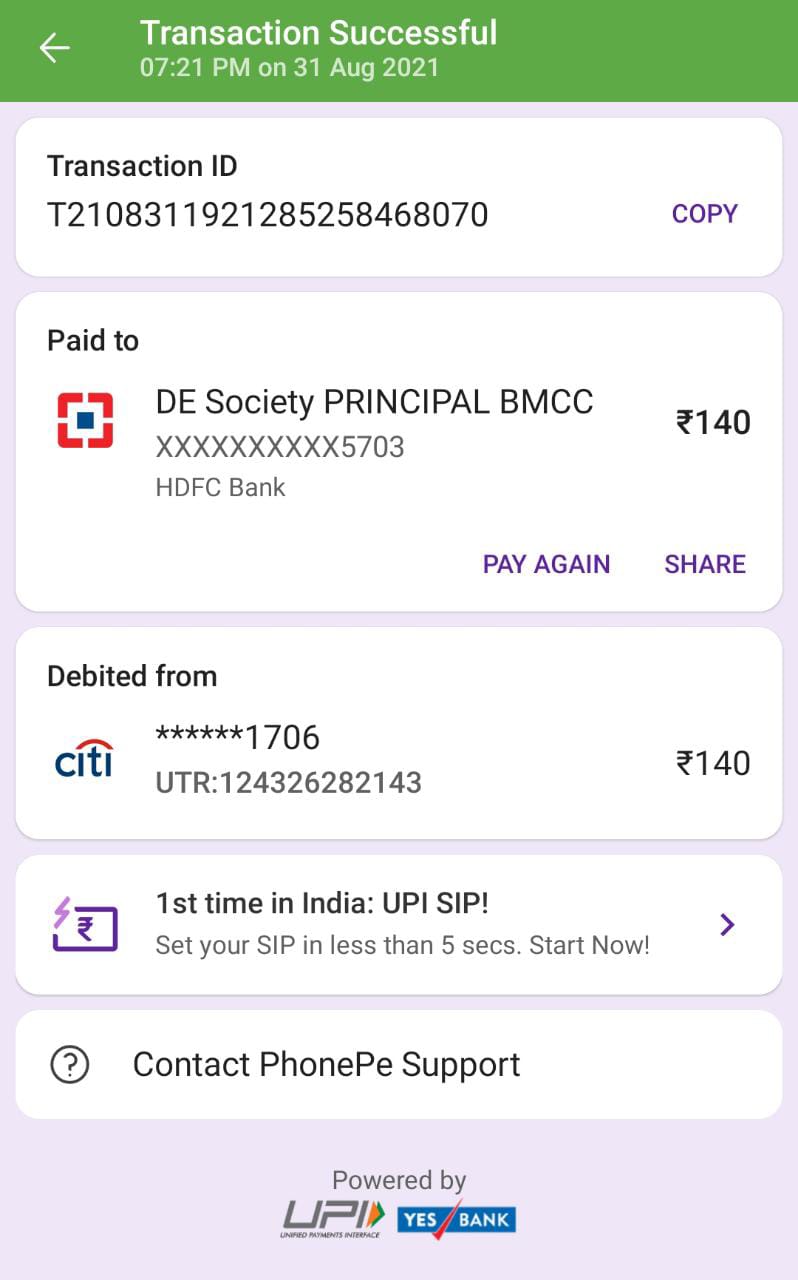 Transaction Successful
07:21 PM on 31 Aug 2021
Transaction ID
T2108311921285258468070
COPY
Paid to
DE Society PRINCIPAL BMCC
₹140
XXXXXXXXXX5703
HDFC Bank
PAY AGAIN
SHARE
Debited from
******1706
₹140
citi
UTR:124326282143
1st time in India: UPI SIP!
₹
Set your SIP in less than 5 secs. Start Now!
? Contact PhonePe Support
Powered by
UPI
UNIFIED PAYMENTS INTERFACE
YES BANK